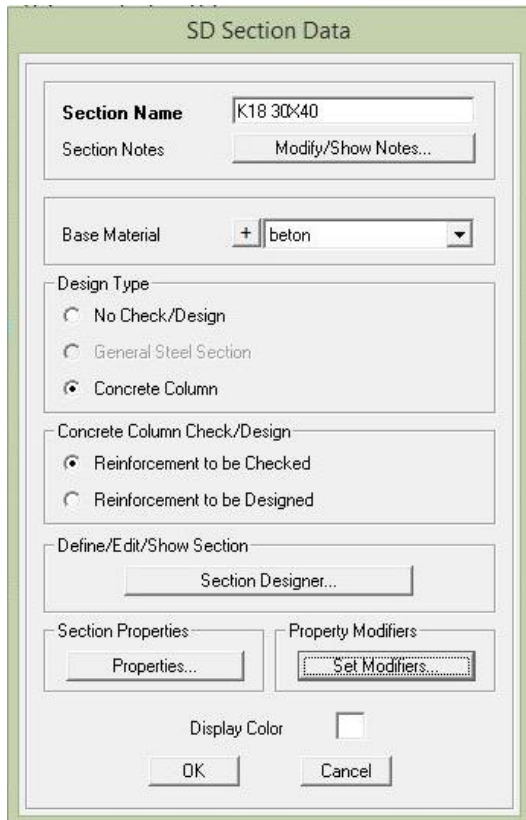 SD Section Data
Section Name K18 30X40
Section Notes Modify/Show Notes...
Base Material + beton
Design Type
No Check/Design
General Steel Section
Concrete Column
Concrete Column Check/Design
Reinforcement to be Checked
Reinforcement to be Designed
Define/Edit/Show Section
Section Designer...
Section Properties Property Modifiers
Properties... Set Modifiers...
Display Color
OK Cancel